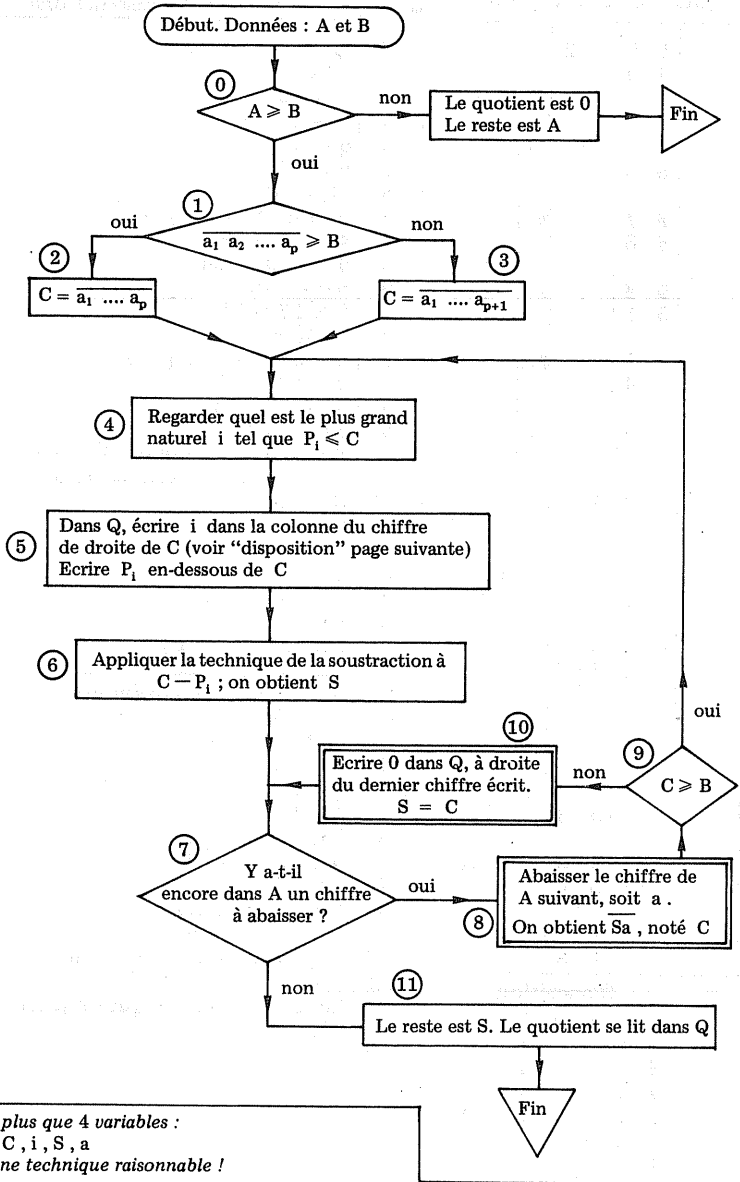 Début. Données : A et B
0
A ⩾ B
non
Le quotient est 0
Le reste est A
Fin
oui
1
oui
a₁ a₂ .... aₚ ⩾ B
non
2
3
C = a₁ .... aₚ
C = a₁ .... aₚ₊₁
4
Regarder quel est le plus grand
naturel i tel que Pᵢ ⩽ C
5
Dans Q, écrire i dans la colonne du chiffre
de droite de C (voir “disposition” page suivante)
Ecrire Pᵢ en-dessous de C
6
Appliquer la technique de la soustraction à
C — Pᵢ ; on obtient S
oui
10
9
Ecrire 0 dans Q, à droite
du dernier chiffre écrit.
S = C
non
C ⩾ B
7
Y a-t-il
encore dans A un chiffre
à abaisser ?
oui
8
Abaisser le chiffre de
A suivant, soit a .
On obtient Sa , noté C
non
11
Le reste est S. Le quotient se lit dans Q
Fin
plus que 4 variables :
C , i , S , a
ne technique raisonnable !